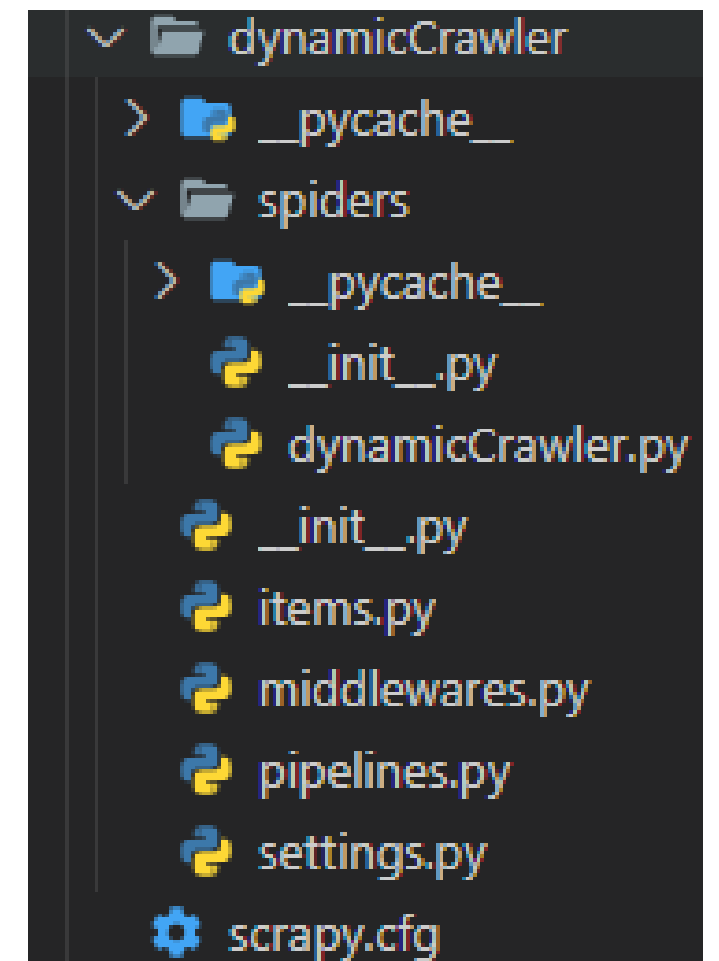 dynamicCrawler
__pycache__
spiders
__pycache__
__init__.py
dynamicCrawler.py
__init__.py
items.py
middlewares.py
pipelines.py
settings.py
scrapy.cfg